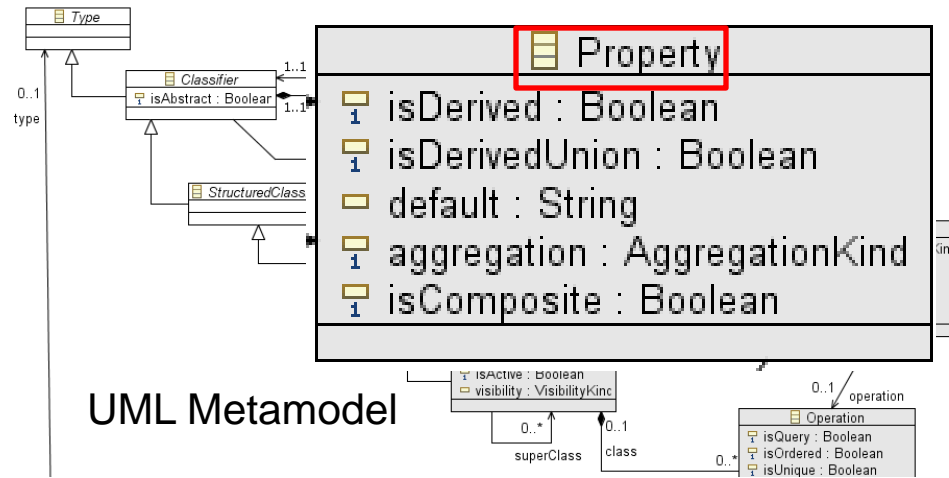 Type
Property
1..1
Classifier
0..1
isAbstract : Boolear
1..1
type
isDerived : Boolean
isDerivedUnion : Boolean
default : String
StructuredClass
aggregation : AggregationKind
isComposite : Boolean
isActive : Boolean
visibility : VisibilityKinc
0..1
operation
UML Metamodel
Operation
0..*
0..1
isQuery : Boolean
superClass
class
isOrdered : Boolean
0..*
isUnique : Boolean